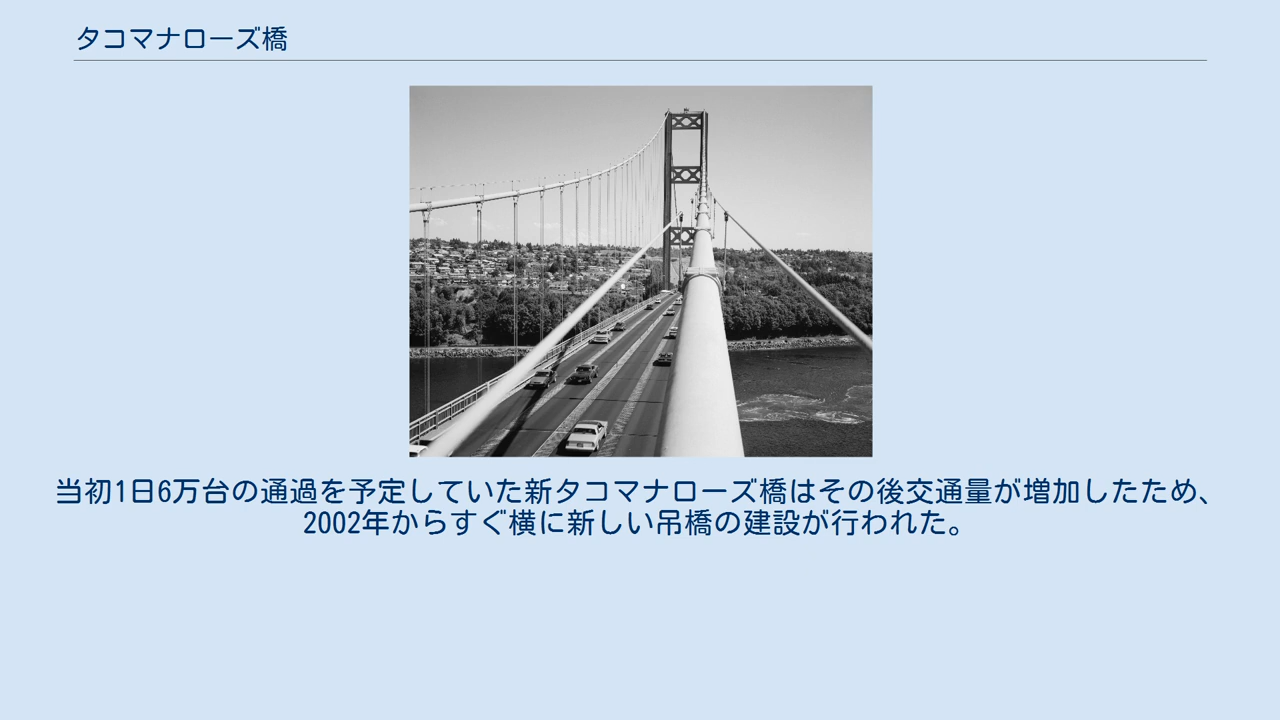 タコマナローズ橋
当初1日6万台の通過を予定していた新タコマナローズ橋はその後交通量が増加したため、
2002年からすぐ横に新しい吊橋の建設が行われた。